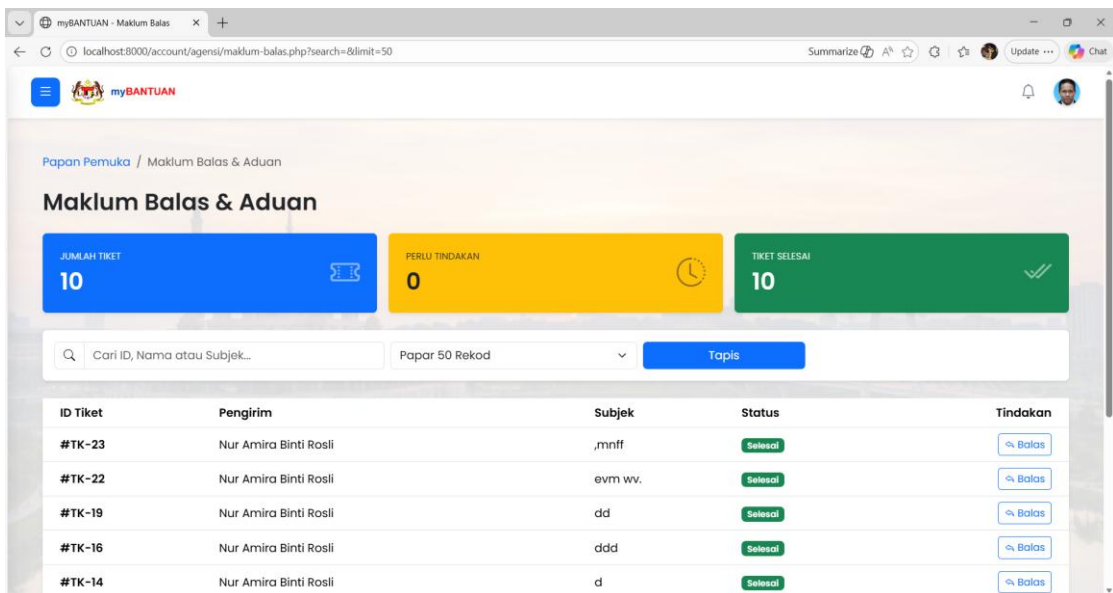 myBANTUAN - Maklum Balas
localhost:8000/account/agensi/maklum-balas.php?search=&limit=50
Summarize
Update ...
Chat
myBANTUAN
Papan Pemuka / Maklum Balas & Aduan
Maklum Balas & Aduan
JUMLAH TIKET
10
PERLU TINDAKAN
0
TIKET SELESAI
10
Cari ID, Nama atau Subjek...
Papar 50 Rekod
Tapis
ID Tiket Pengirim Subjek Status Tindakan
#TK-23 Nur Amira Binti Rosli ,mnff Selesai Balas
#TK-22 Nur Amira Binti Rosli evm wv. Selesai Balas
#TK-19 Nur Amira Binti Rosli dd Selesai Balas
#TK-16 Nur Amira Binti Rosli ddd Selesai Balas
#TK-14 Nur Amira Binti Rosli d Selesai Balas